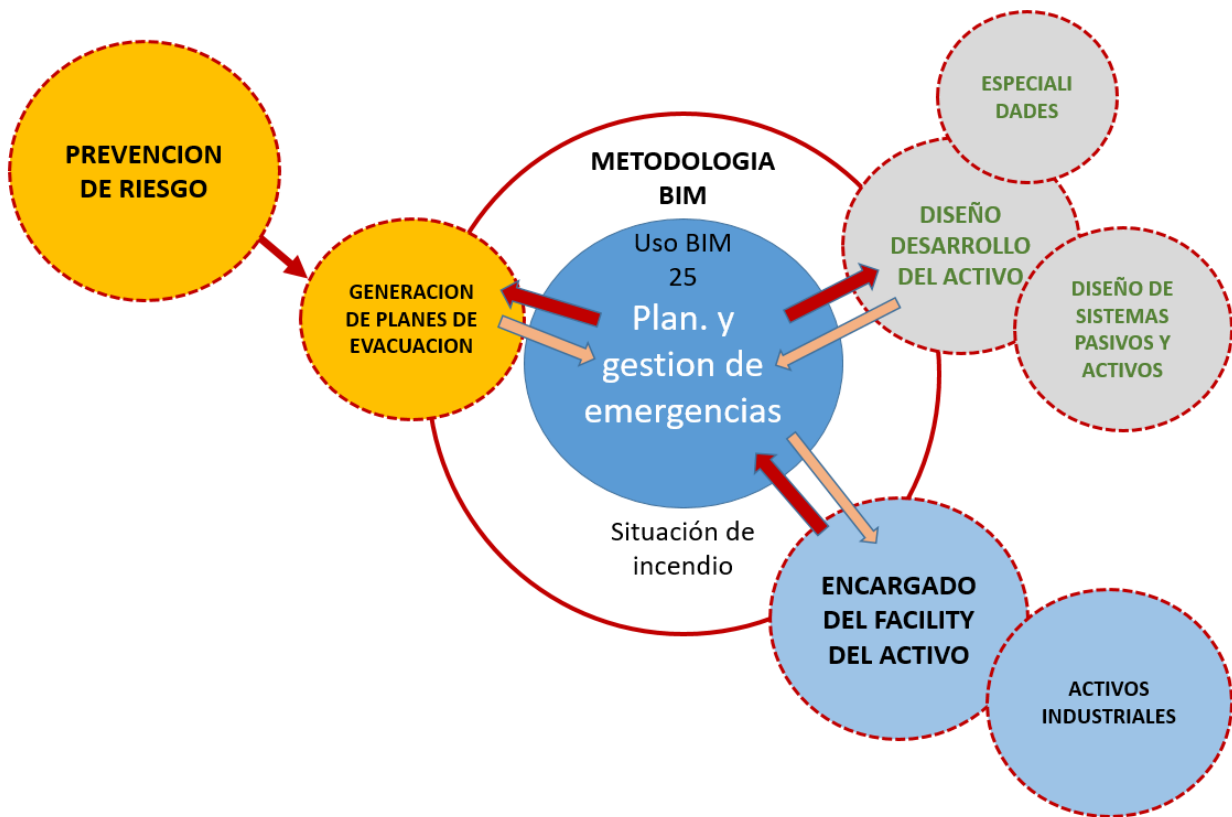 PREVENCION
DE RIESGO
GENERACION
DE PLANES DE
EVACUACION
METODOLOGIA
BIM
Uso BIM
25
Plan. y
gestion de
emergencias
Situación de
incendio
ESPECIALI
DADES
DISEÑO
DESARROLLO
DEL ACTIVO
DISEÑO DE
SISTEMAS
PASIVOS Y
ACTIVOS
ENCARGADO
DEL FACILITY
DEL ACTIVO
ACTIVOS
INDUSTRIALES